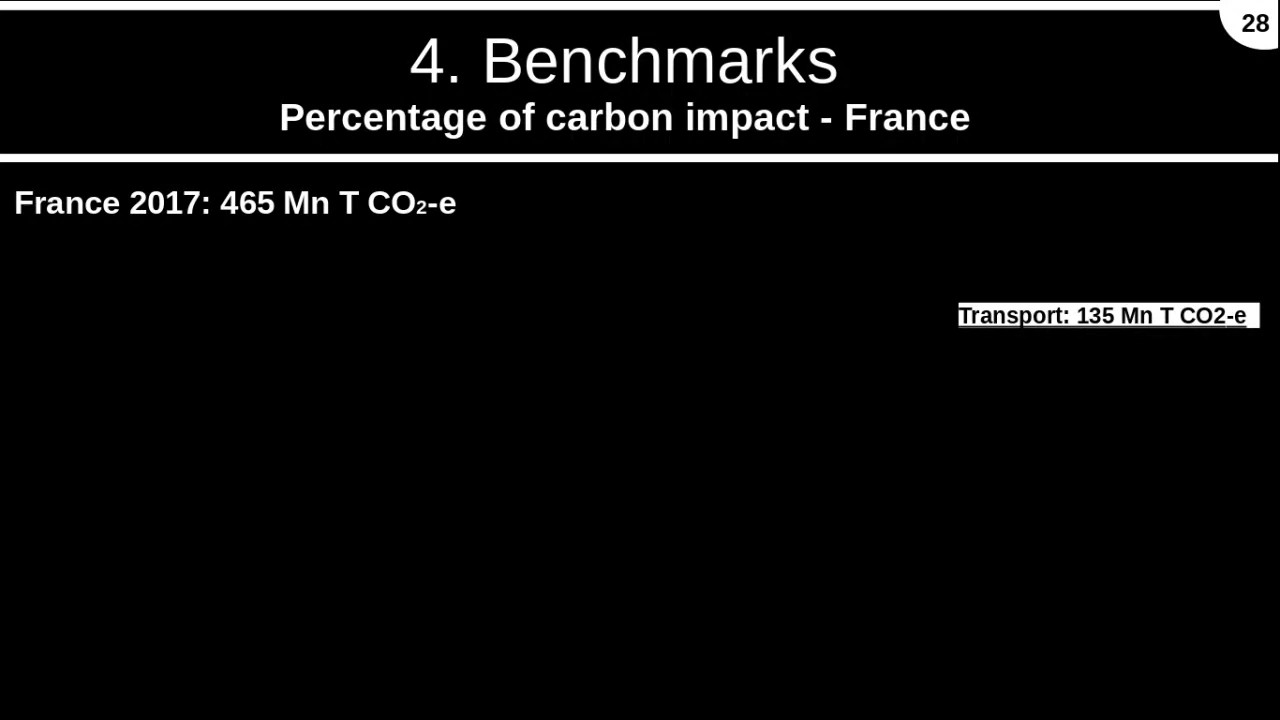 28
4. Benchmarks
Percentage of carbon impact - France
France 2017: 465 Mn T CO₂-e
Transport: 135 Mn T CO2-e